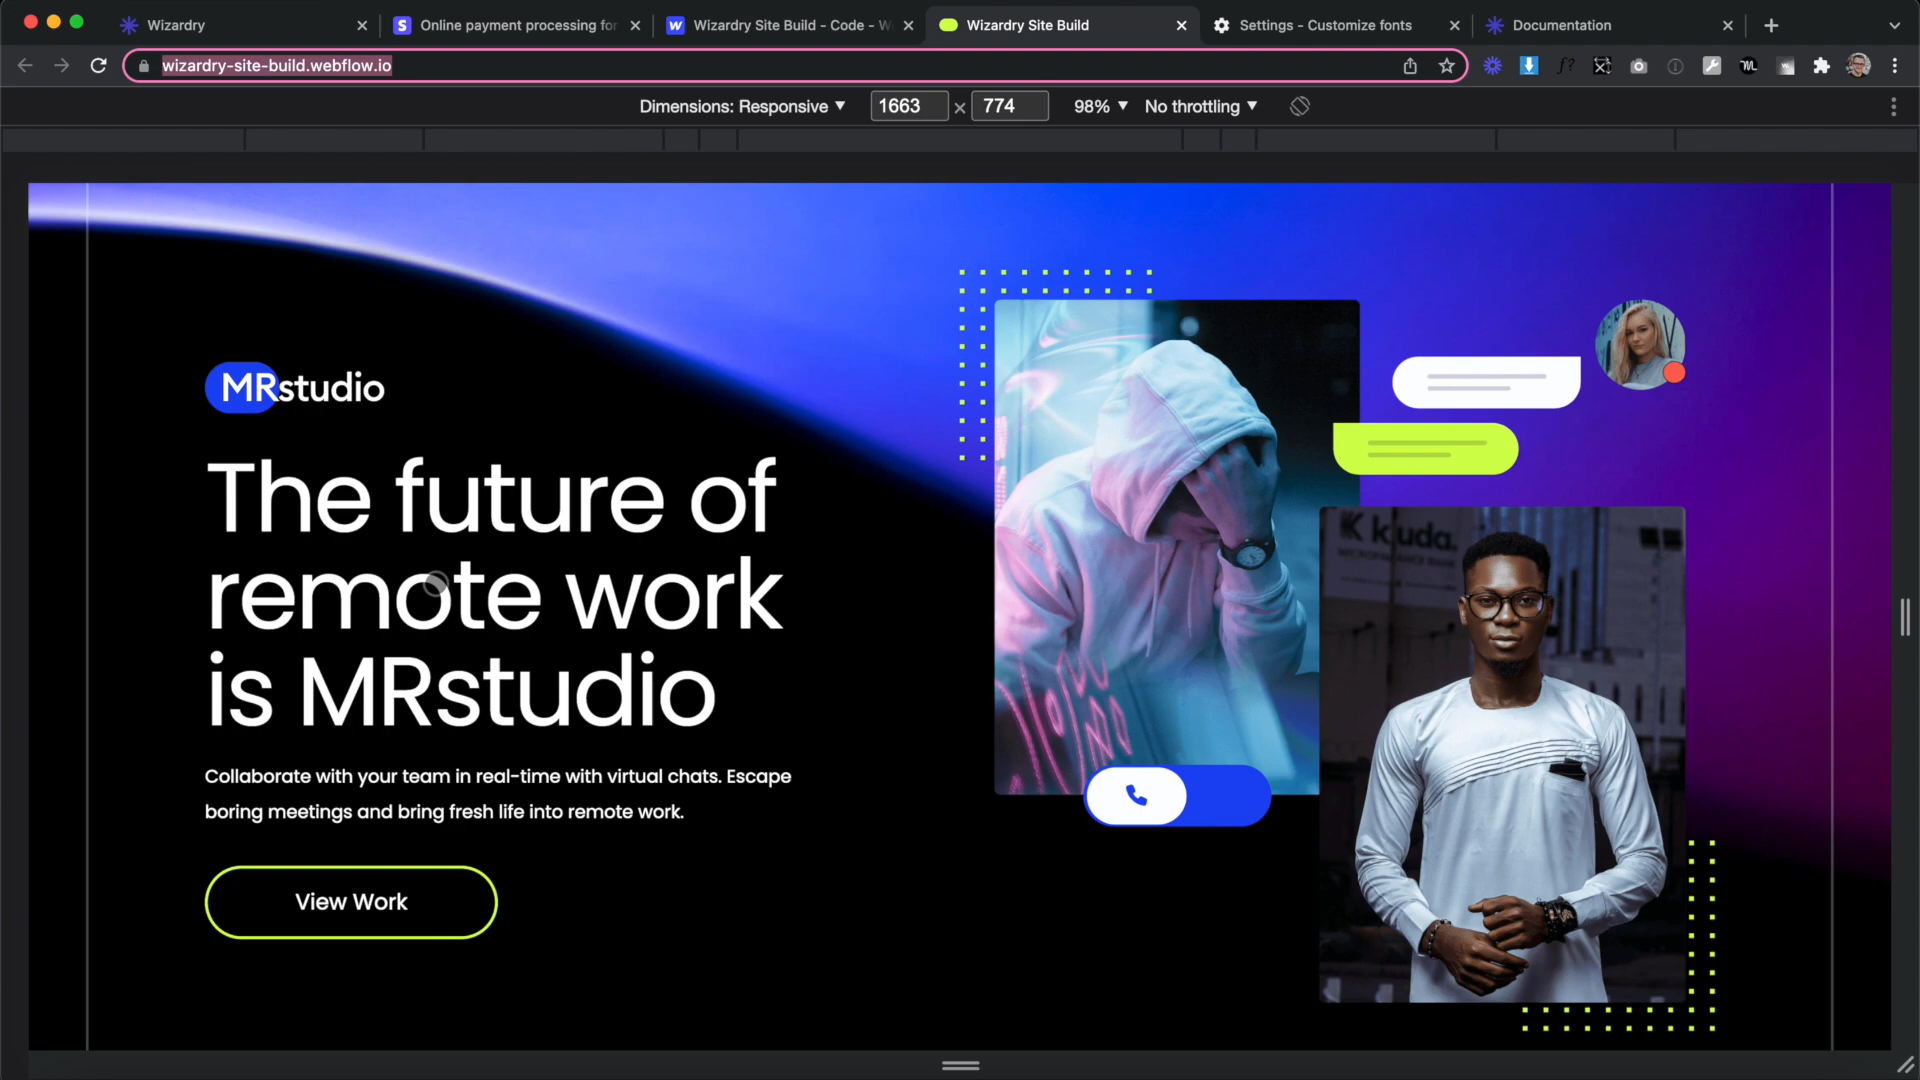 Wizardry
Online payment processing for
Wizardry Site Build - Code - W
Wizardry Site Build
Settings - Customize fonts
Documentation
wizardry-site-build.webflow.io
Dimensions: Responsive
1663
×
774
98%
No throttling
MRstudio
The future of
remote work
is MRstudio
Collaborate with your team in real-time with virtual chats. Escape
boring meetings and bring fresh life into remote work.
View Work